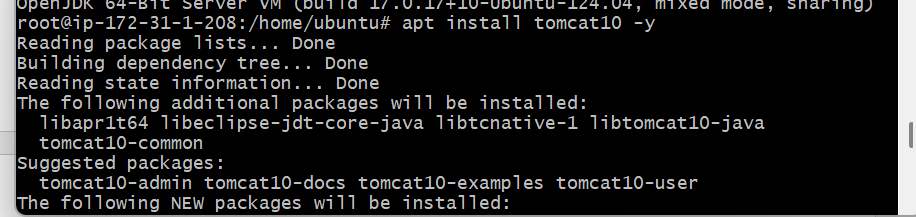 OpenJDK 64-Bit Server VM (build 17.0.17+10-Ubuntu-124.04, mixed mode, sharing)
root@ip-172-31-1-208:/home/ubuntu# apt install tomcat10 -y
Reading package lists... Done
Building dependency tree... Done
Reading state information... Done
The following additional packages will be installed:
  libapr1t64 libeclipse-jdt-core-java libtcnative-1 libtomcat10-java
  tomcat10-common
Suggested packages:
  tomcat10-admin tomcat10-docs tomcat10-examples tomcat10-user
The following NEW packages will be installed: